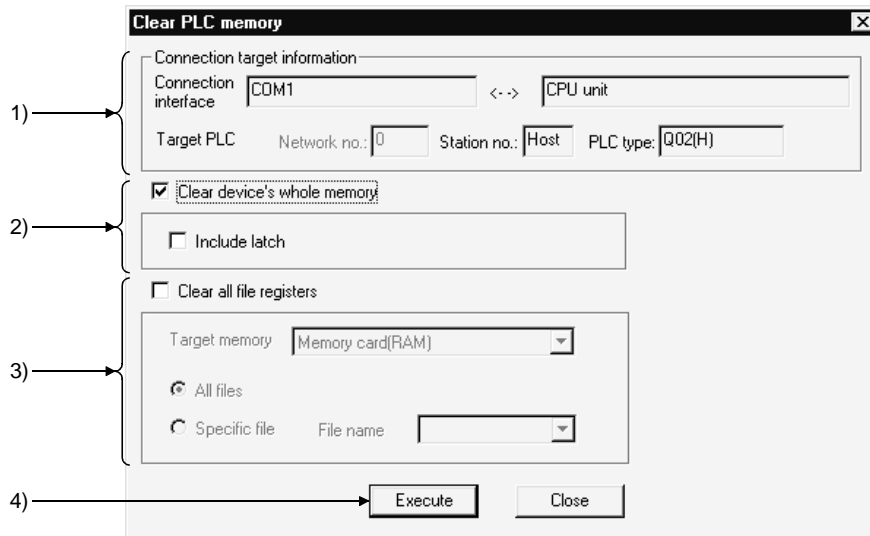 Clear PLC memory
Connection target information
1)
Connection interface
COM1
<-->
CPU unit
Target PLC
Network no.: 0
Station no.: Host
PLC type: Q02(H)
2)
Clear device's whole memory
Include latch
3)
Clear all file registers
Target memory
Memory card(RAM)
All files
Specific file
File name
4)
Execute
Close